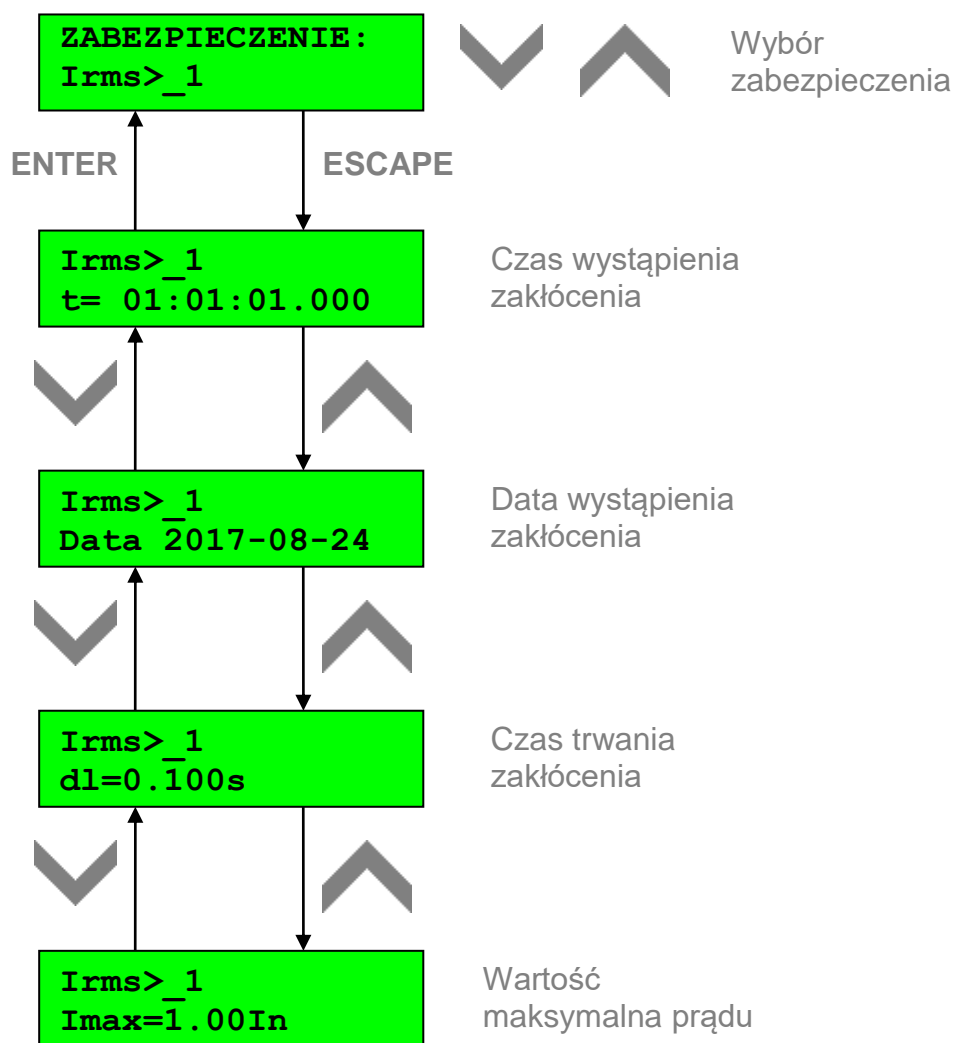 ZABEZPIECZENIE:
Irms>_1
Wybór
zabezpieczenia
ENTER
ESCAPE
Irms>_1
t= 01:01:01.000
Czas wystąpienia
zakłócenia
Irms>_1
Data 2017-08-24
Data wystąpienia
zakłócenia
Irms>_1
dl=0.100s
Czas trwania
zakłócenia
Irms>_1
Imax=1.00In
Wartość
maksymalna prądu